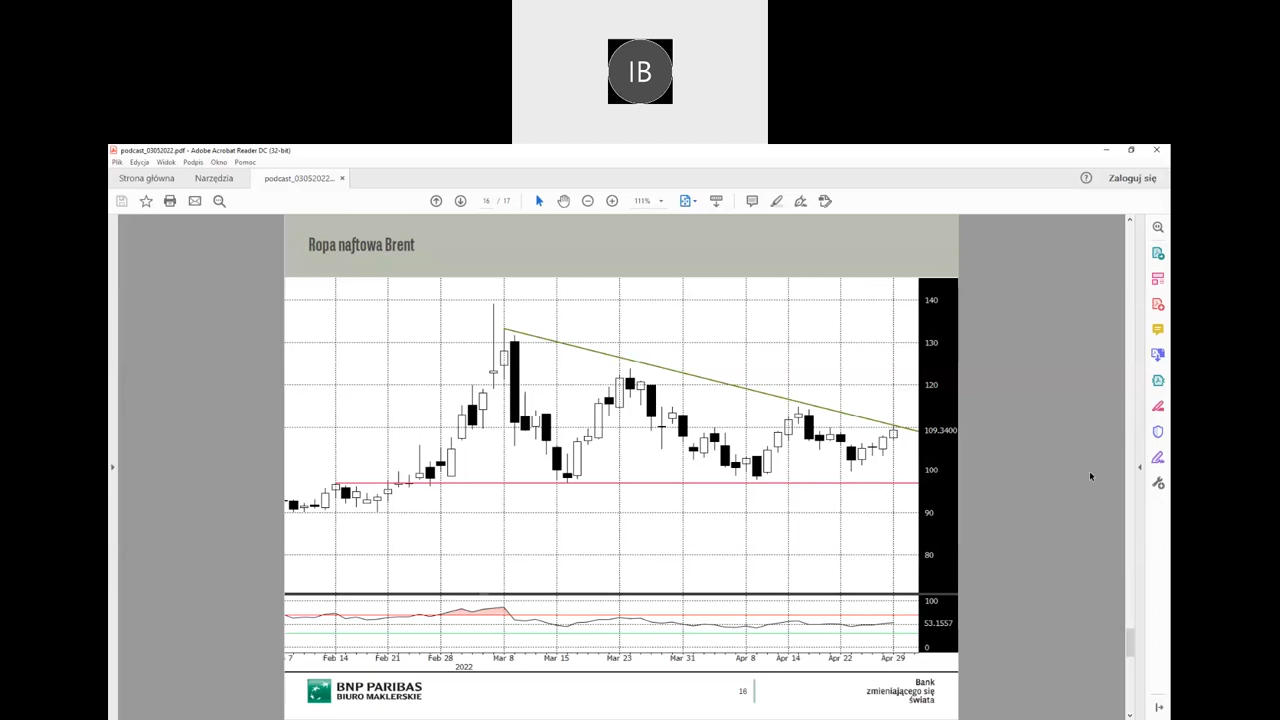 IB
podcast_03052022.pdf - Adobe Acrobat Reader DC (32-bit)
Plik Edycja Widok Podpis Okno Pomoc
Strona główna Narzędzia podcast_03052022... ×
Zaloguj się
16 / 17 111%
Ropa naftowa Brent
140
130
120
109.3400
100
90
80
100
53.1557
0
7 Feb 14 Feb 21 Feb 28 Mar 8 Mar 15 Mar 23 Mar 31 Apr 8 Apr 14 Apr 22 Apr 29
2022
BNP PARIBAS
BIURO MAKLERSKIE
16
Bank
zmieniającego się
świata